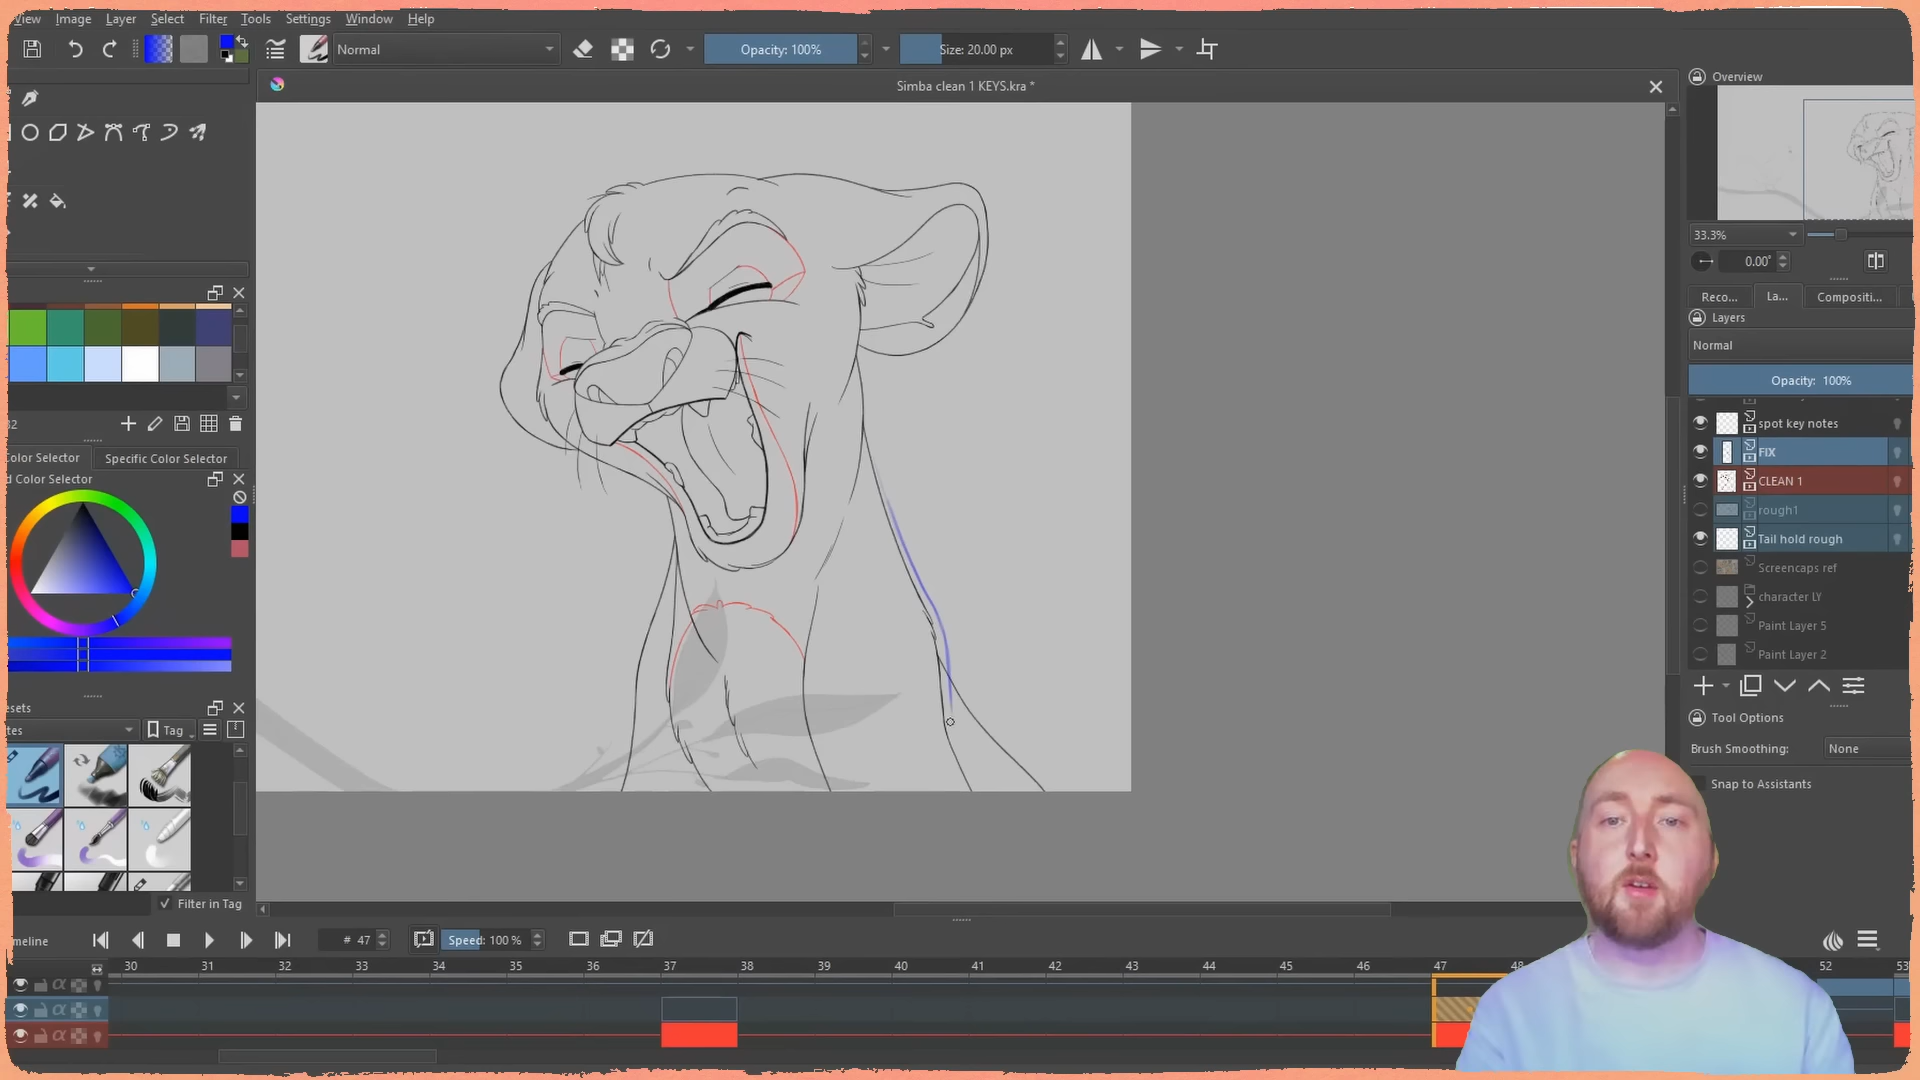 View Image Layer Select Filter Tools Settings Window Help
Normal
Opacity: 100%
Size: 20.00 px
Simba clean 1 KEYS.kra *
Overview
33.3%
0.00°
Reco... La... Compositi...
Layers
Normal
Opacity: 100%
spot key notes
FIX
CLEAN 1
rough1
Tail hold rough
Screencaps ref
character LY
Paint Layer 5
Paint Layer 2
Tool Options
Brush Smoothing: None
Snap to Assistants
32
Color Selector Specific Color Selector
d Color Selector
esets
tes
Tag
Filter in Tag
meline
# 47
Speed: 100 %
30 31 32 33 34 35 36 37 38 39 40 41 42 43 44 45 46 47 48 52 53